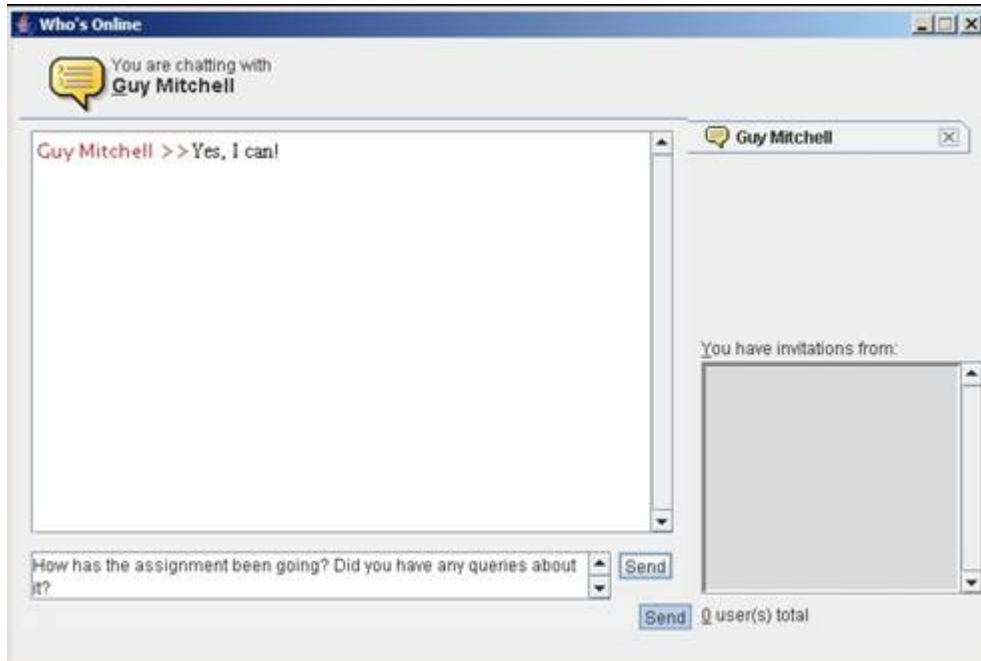 Who's Online
You are chatting with
Guy Mitchell
Guy Mitchell >>Yes, I can!
Guy Mitchell
You have invitations from:
How has the assignment been going? Did you have any queries about
it?
Send
Send
0 user(s) total